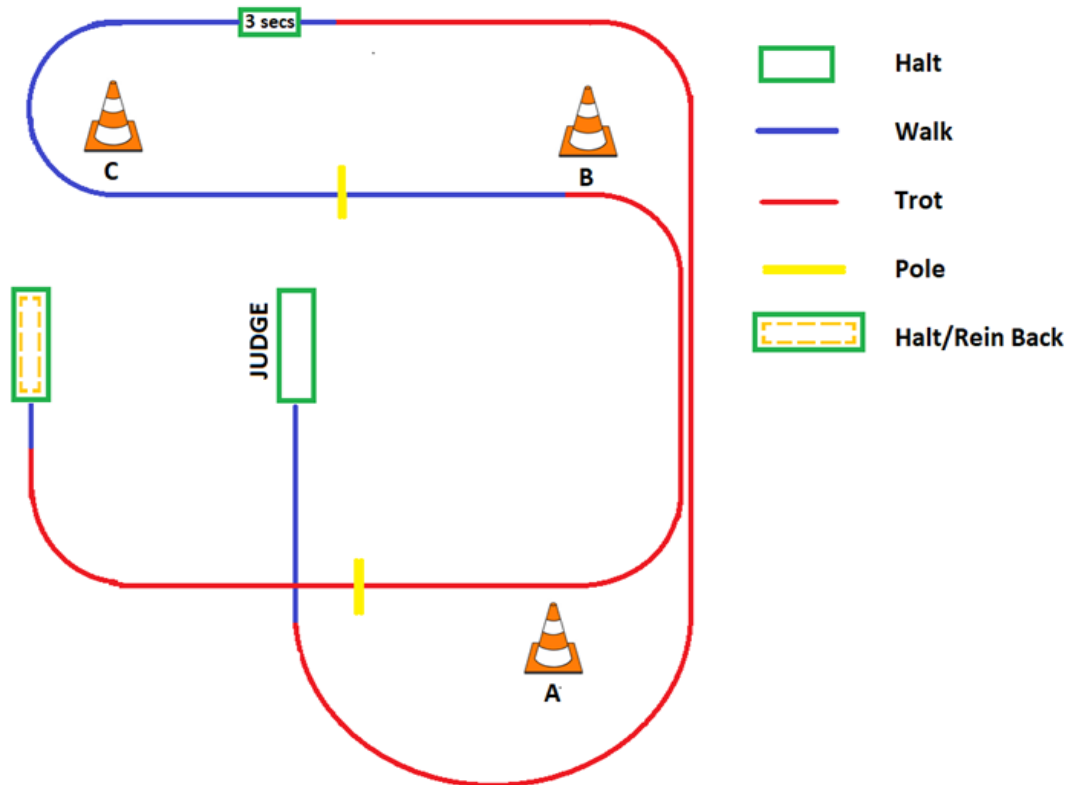 3 secs
C
B
JUDGE
A
Halt
Walk
Trot
Pole
Halt/Rein Back